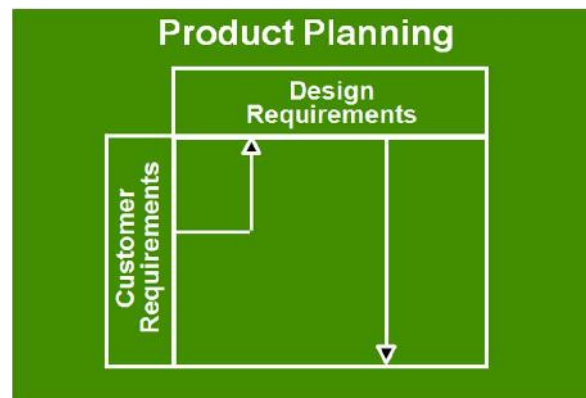 Product Planning
Design
Requirements
Customer
Requirements